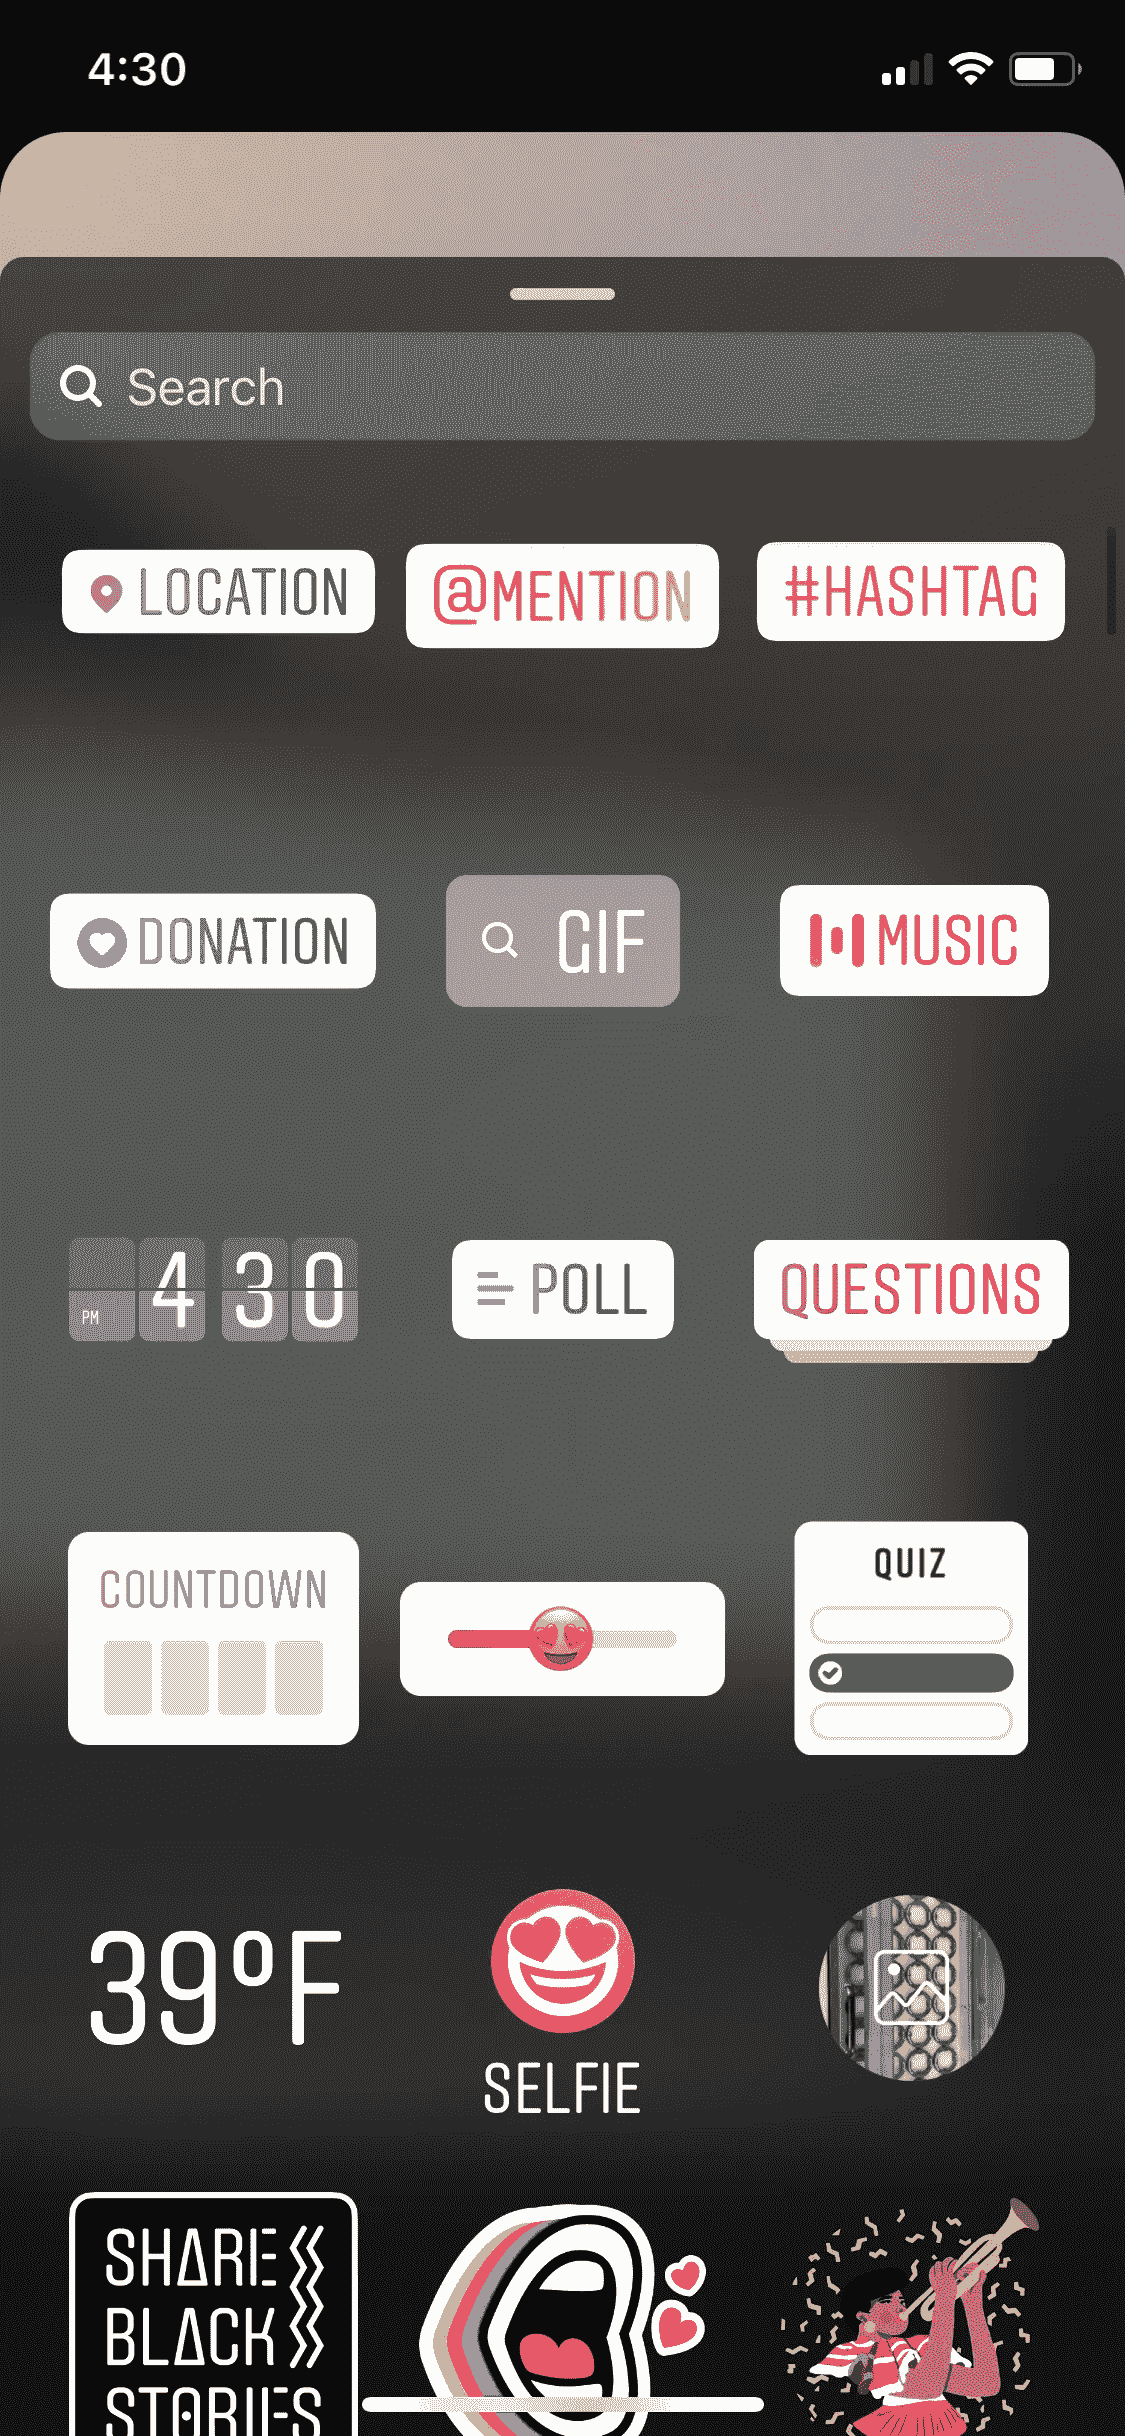 4:30
Search
LOCATION
@MENTION
#HASHTAG
DONATION
GIF
MUSIC
PM 4 30
POLL
QUESTIONS
COUNTDOWN
QUIZ
39°F
SELFIE
SHARE
BLACK
STORIES